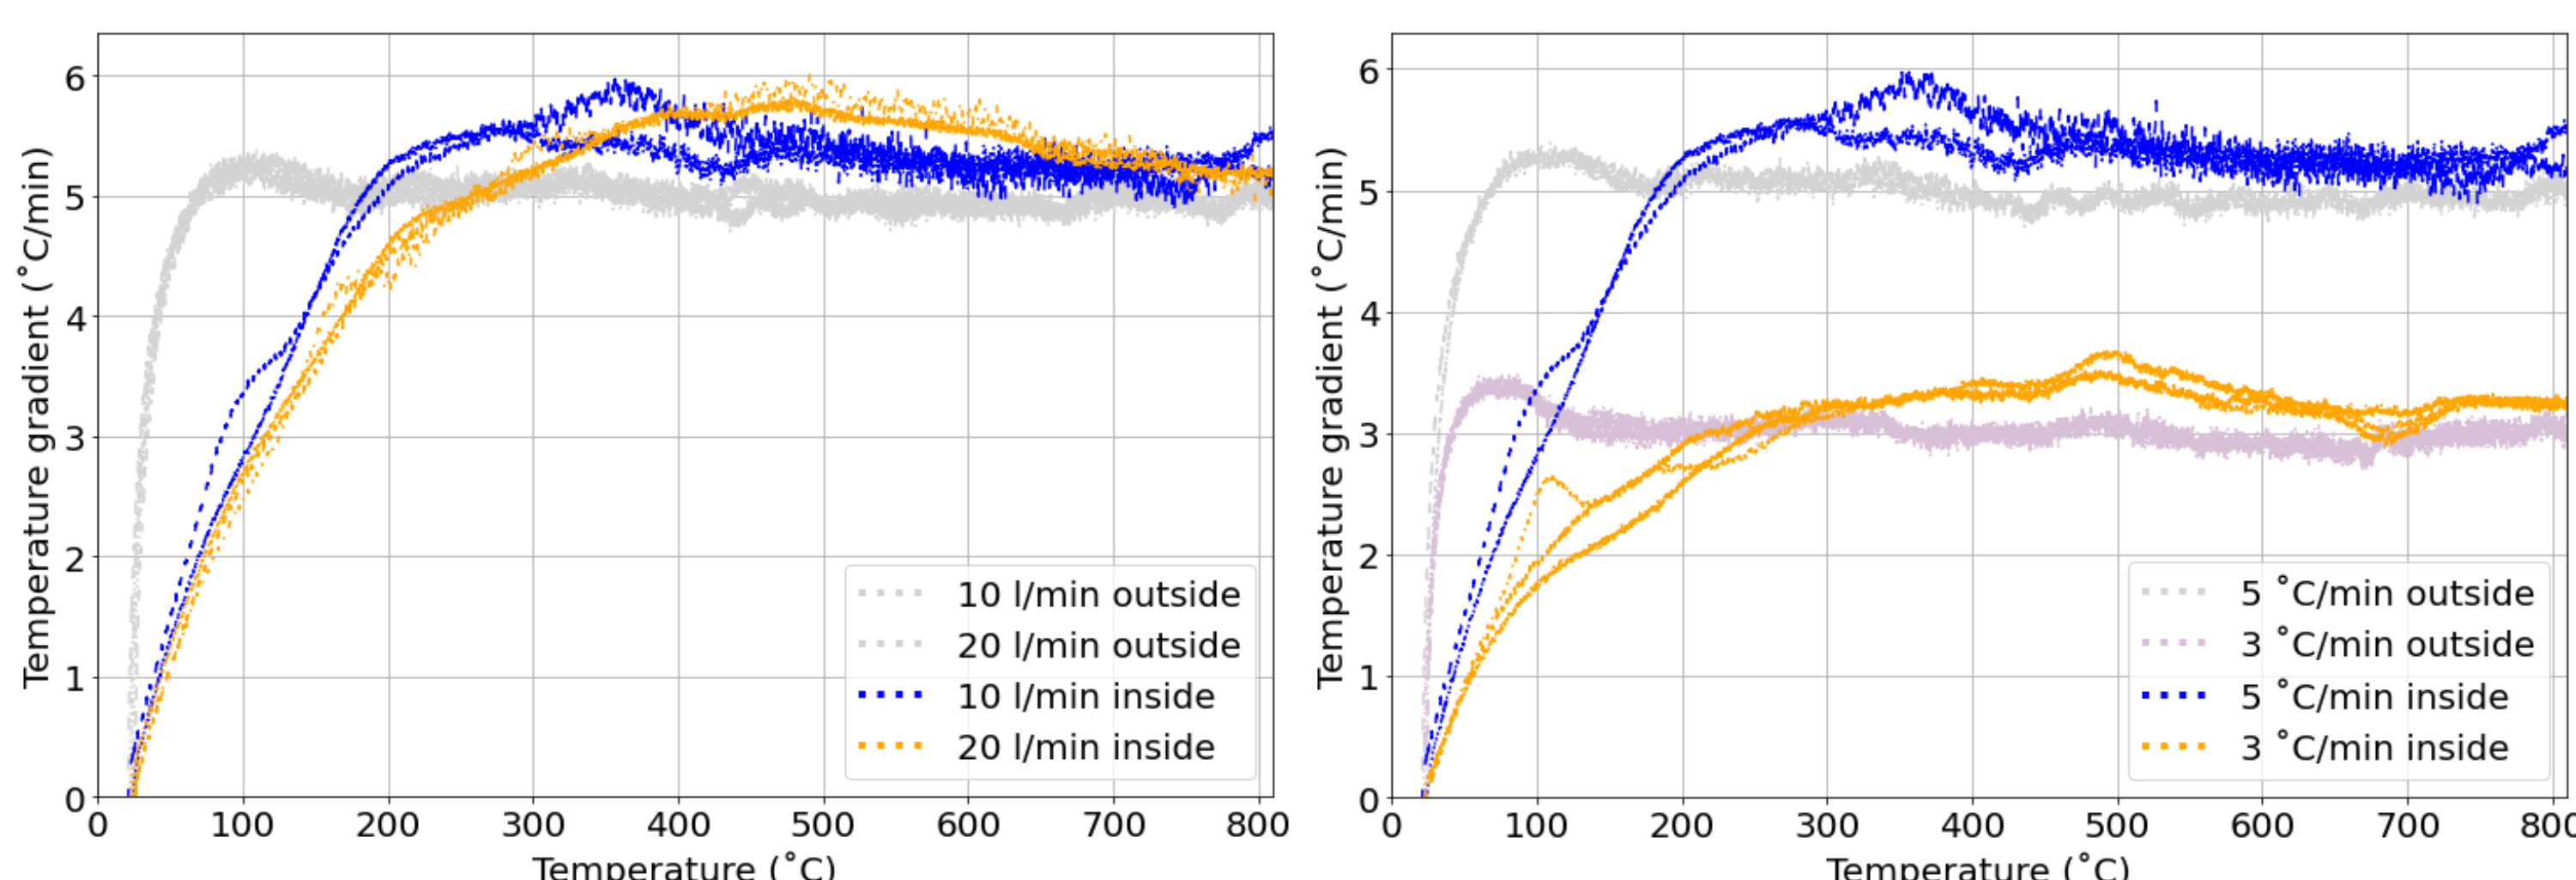 Temperature gradient (˚C/min)
6
5
4
3
2
1
0
10 l/min outside
20 l/min outside
10 l/min inside
20 l/min inside
0 100 200 300 400 500 600 700 800
Temperature (˚C)
Temperature gradient (˚C/min)
6
5
4
3
2
1
0
5 ˚C/min outside
3 ˚C/min outside
5 ˚C/min inside
3 ˚C/min inside
0 100 200 300 400 500 600 700 800
Temperature (˚C)